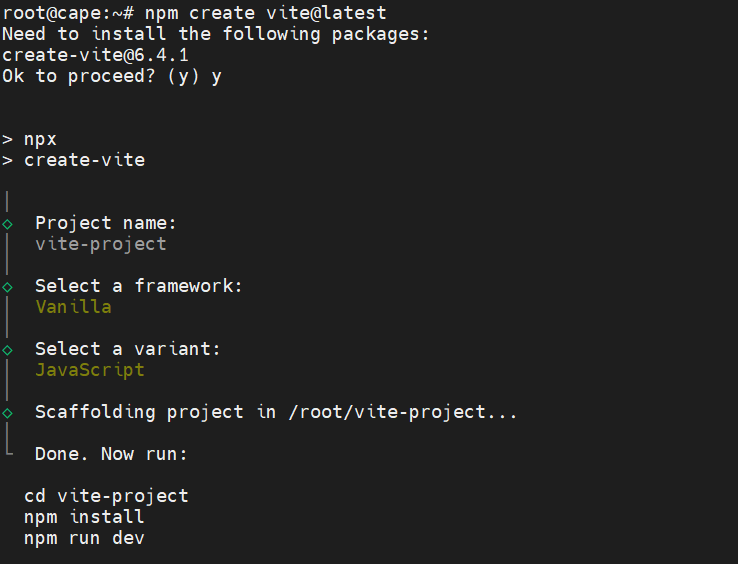 root@cape:~# npm create vite@latest
Need to install the following packages:
create-vite@6.4.1
Ok to proceed? (y) y
> npx
> create-vite
Project name:
vite-project
Select a framework:
Vanilla
Select a variant:
JavaScript
Scaffolding project in /root/vite-project...
Done. Now run:
cd vite-project
npm install
npm run dev